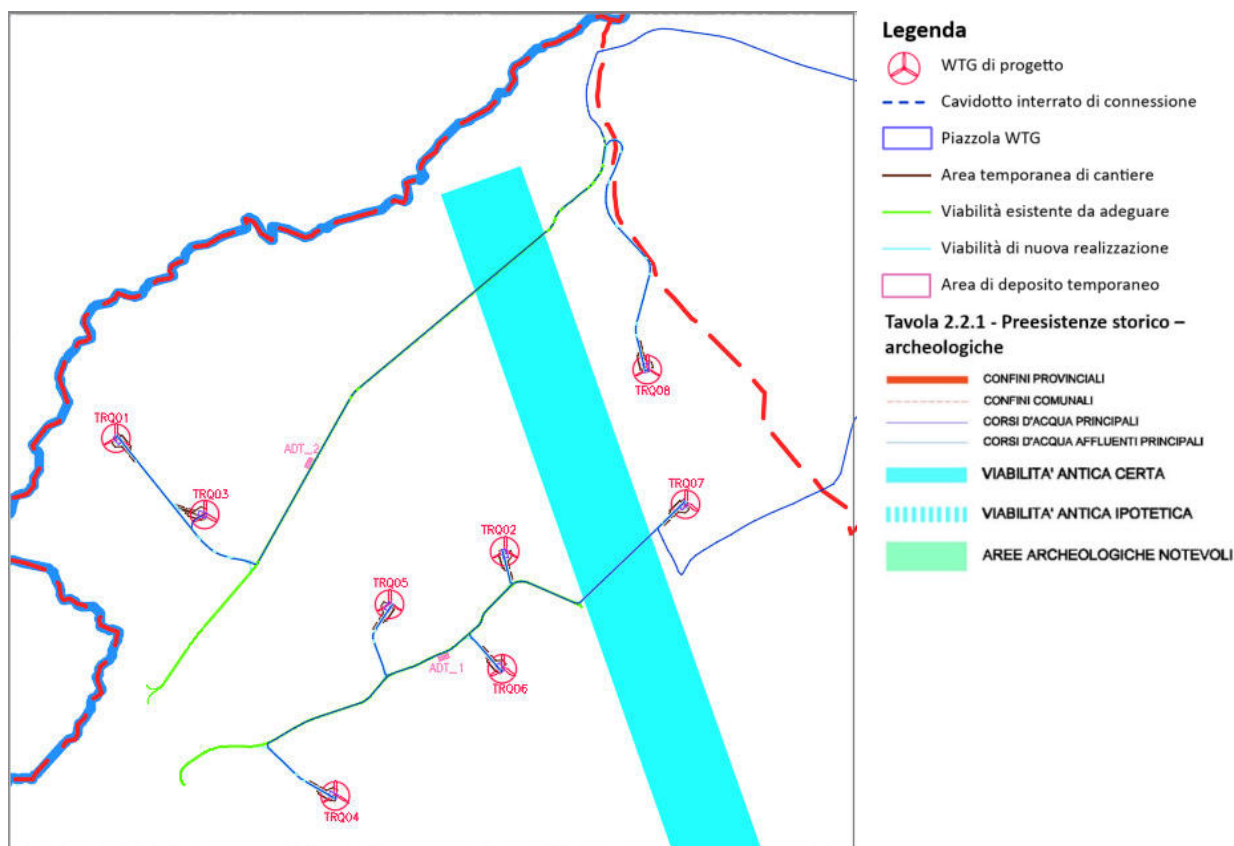 TRQ01
ADT_2
TRQ03
TRQ08
TRQ07
TRQ02
TRQ05
ADT_1
TRQ06
TRQ04
Legenda
WTG di progetto
Cavidotto interrato di connessione
Piazzola WTG
Area temporanea di cantiere
Viabilità esistente da adeguare
Viabilità di nuova realizzazione
Area di deposito temporaneo
Tavola 2.2.1 - Preesistenze storico –
archeologiche
CONFINI PROVINCIALI
CONFINI COMUNALI
CORSI D'ACQUA PRINCIPALI
CORSI D'ACQUA AFFLUENTI PRINCIPALI
VIABILITA' ANTICA CERTA
VIABILITA' ANTICA IPOTETICA
AREE ARCHEOLOGICHE NOTEVOLI